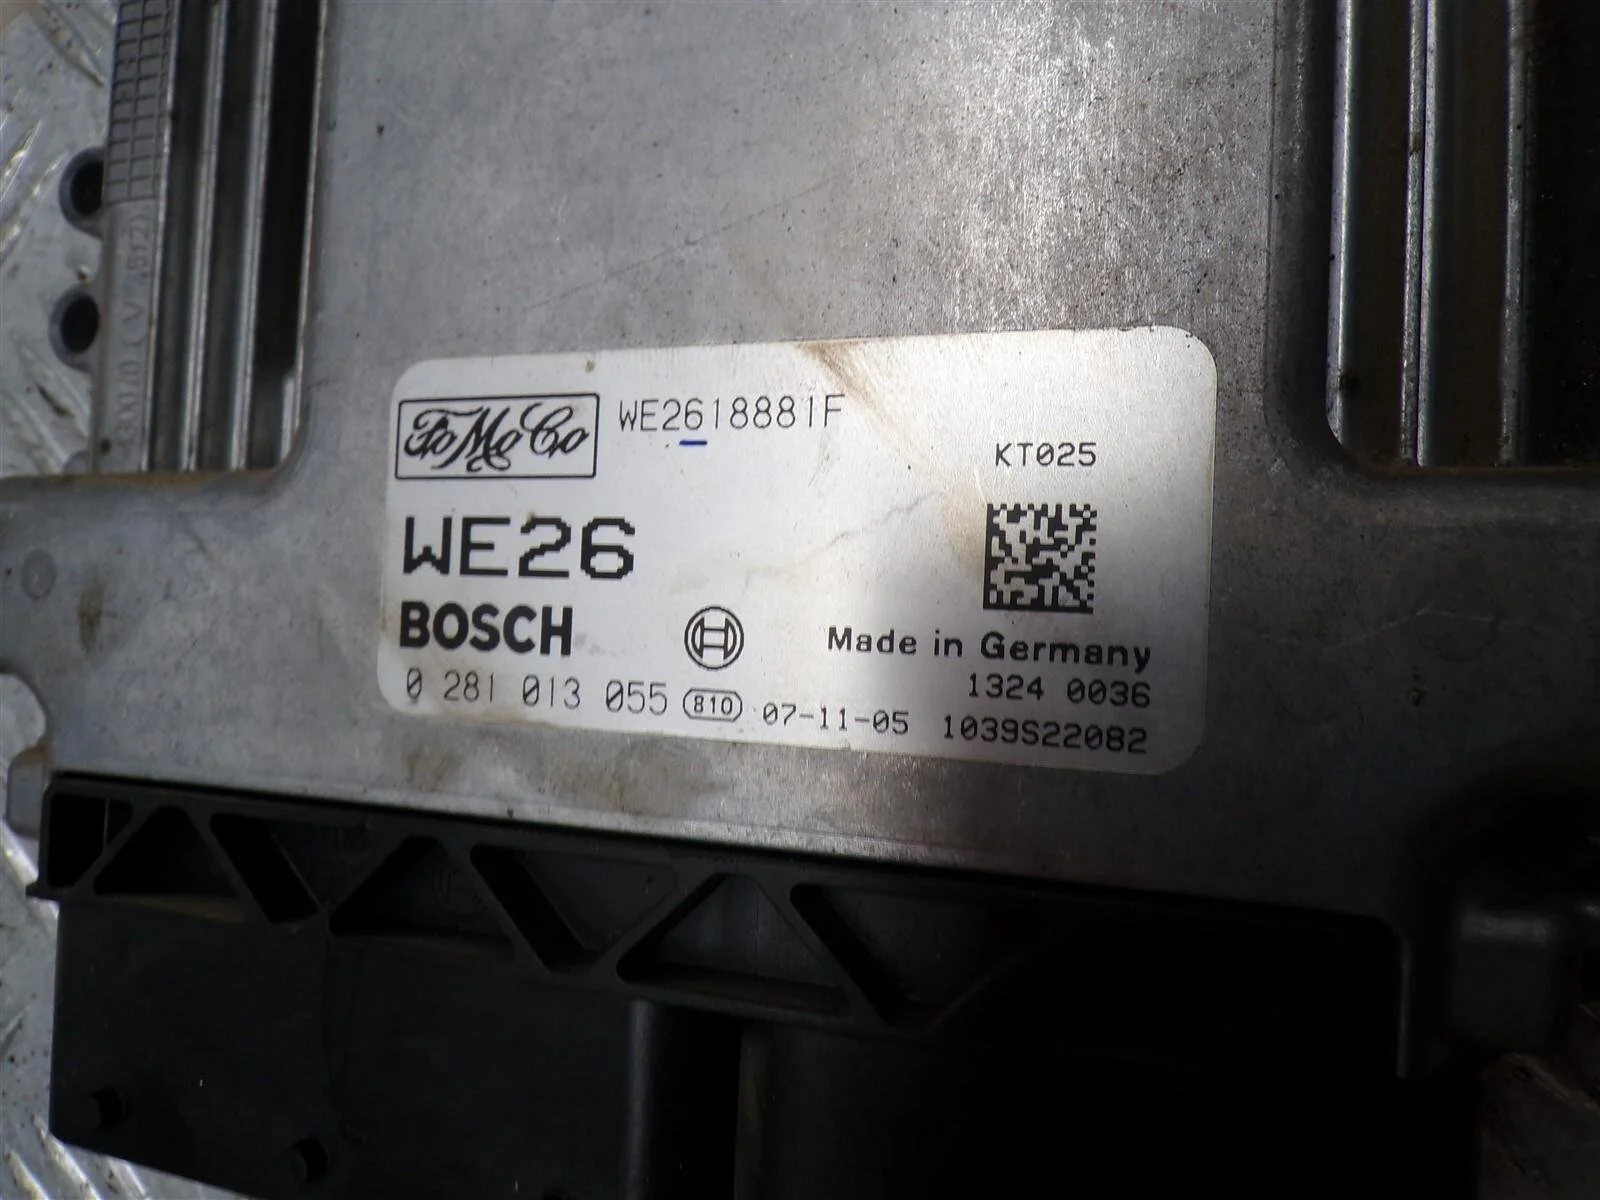 FoMoCo WE2618881F
KT025
WE26
BOSCH
Made in Germany
0 281 013 055 810 07-11-05
1324 0036
1039S22082